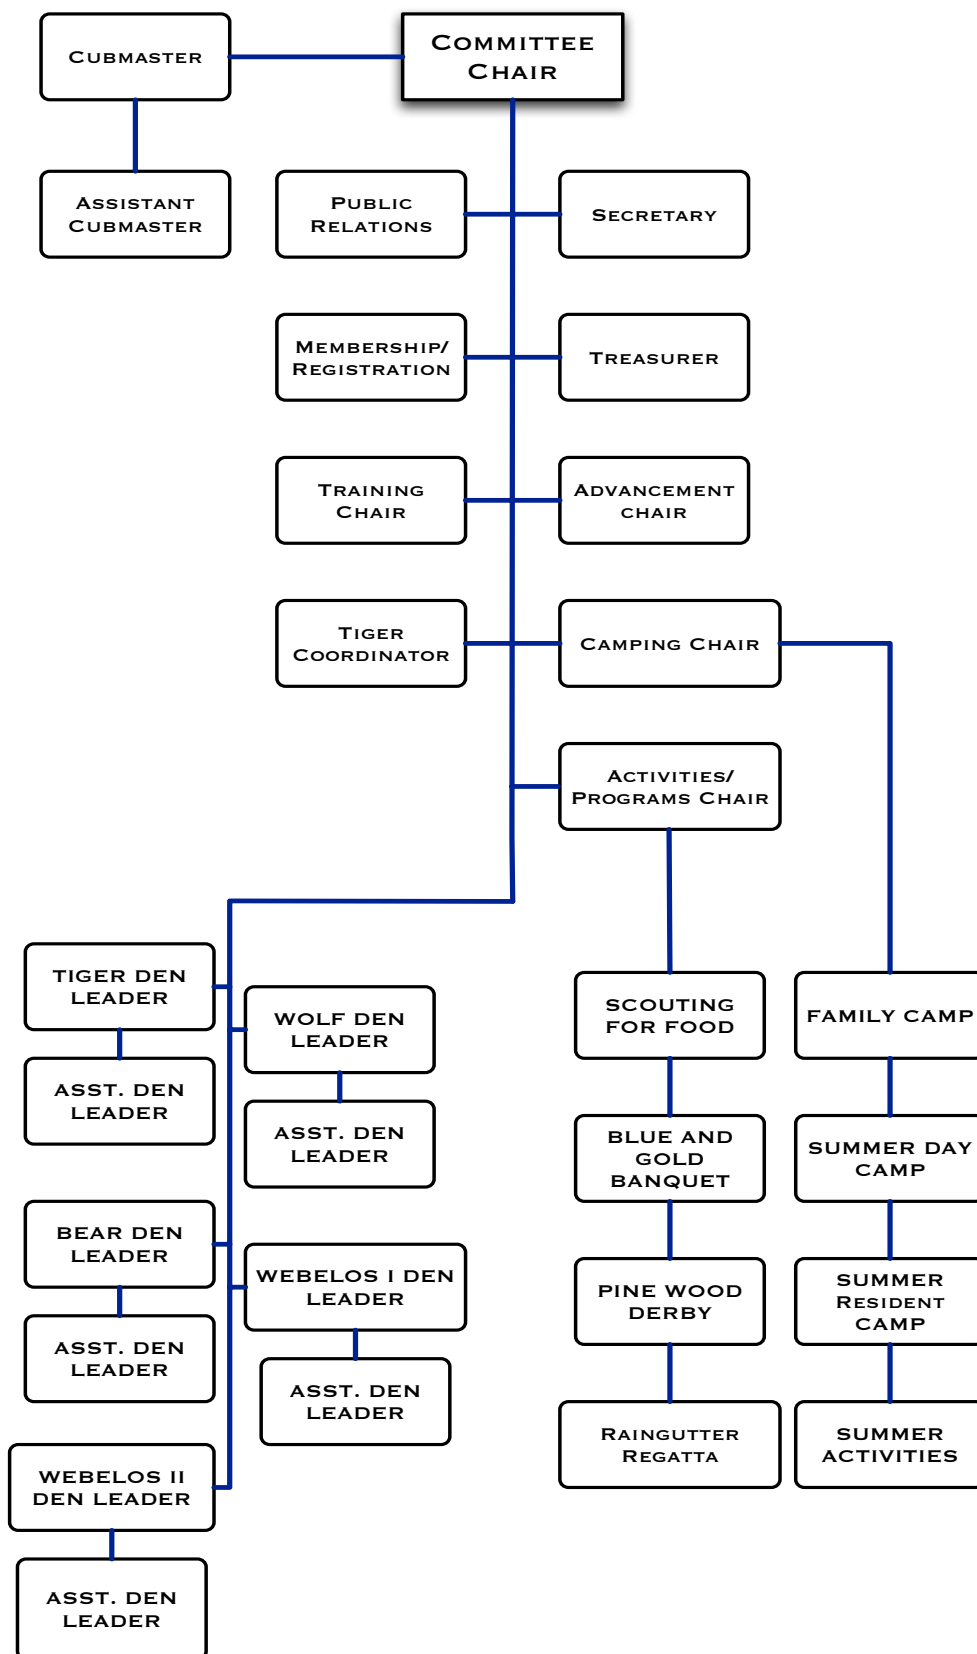 COMMITTEE
CHAIR
CUBMASTER
ASSISTANT
CUBMASTER
PUBLIC
RELATIONS
SECRETARY
MEMBERSHIP/
REGISTRATION
TREASURER
TRAINING
CHAIR
ADVANCEMENT
CHAIR
TIGER
COORDINATOR
CAMPING CHAIR
ACTIVITIES/
PROGRAMS CHAIR
TIGER DEN
LEADER
ASST. DEN
LEADER
WOLF DEN
LEADER
ASST. DEN
LEADER
BEAR DEN
LEADER
ASST. DEN
LEADER
WEBELOS I DEN
LEADER
ASST. DEN
LEADER
WEBELOS II
DEN LEADER
ASST. DEN
LEADER
SCOUTING
FOR FOOD
BLUE AND
GOLD
BANQUET
PINE WOOD
DERBY
RAINGUTTER
REGATTA
FAMILY CAMP
SUMMER DAY
CAMP
SUMMER
RESIDENT
CAMP
SUMMER
ACTIVITIES